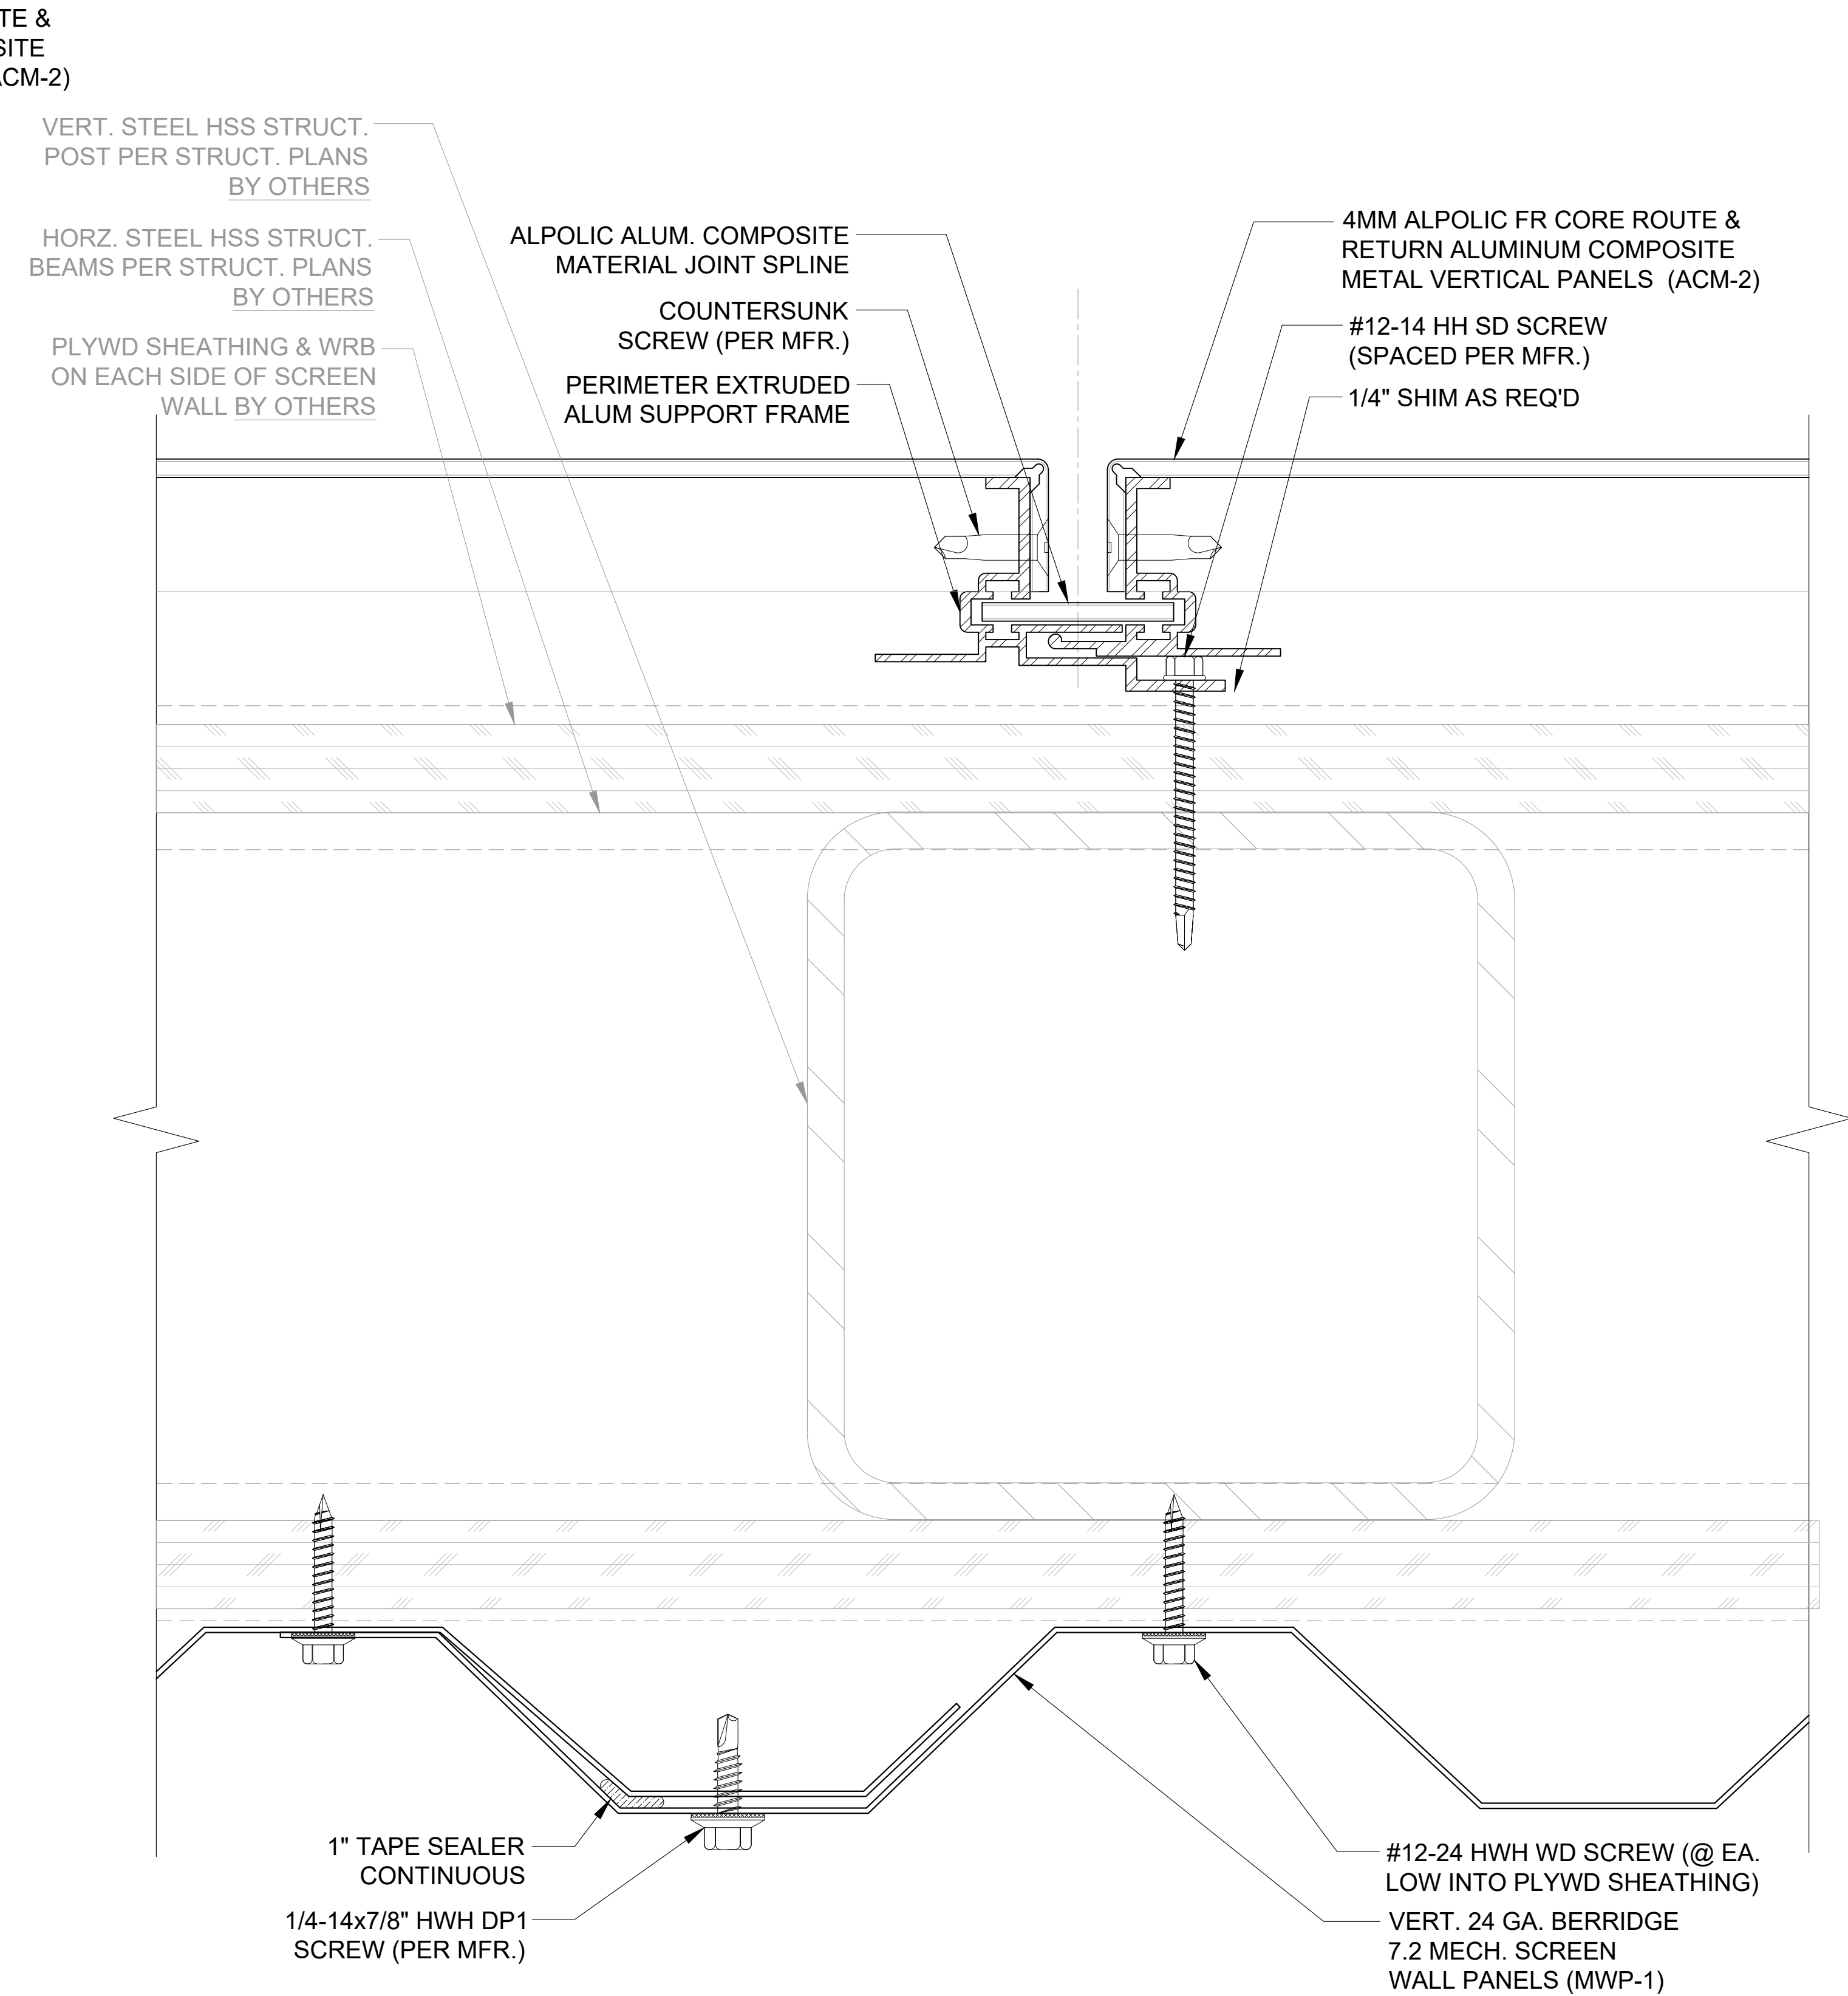 TE &
SITE
ACM-2)
VERT. STEEL HSS STRUCT.
POST PER STRUCT. PLANS
BY OTHERS
HORZ. STEEL HSS STRUCT.
BEAMS PER STRUCT. PLANS
BY OTHERS
PLYWD SHEATHING & WRB
ON EACH SIDE OF SCREEN
WALL BY OTHERS
ALPOLIC ALUM. COMPOSITE
MATERIAL JOINT SPLINE
COUNTERSUNK
SCREW (PER MFR.)
PERIMETER EXTRUDED
ALUM SUPPORT FRAME
4MM ALPOLIC FR CORE ROUTE &
RETURN ALUMINUM COMPOSITE
METAL VERTICAL PANELS (ACM-2)
#12-14 HH SD SCREW
(SPACED PER MFR.)
1/4" SHIM AS REQ'D
1" TAPE SEALER
CONTINUOUS
1/4-14x7/8" HWH DP1
SCREW (PER MFR.)
#12-24 HWH WD SCREW (@ EA.
LOW INTO PLYWD SHEATHING)
VERT. 24 GA. BERRIDGE
7.2 MECH. SCREEN
WALL PANELS (MWP-1)